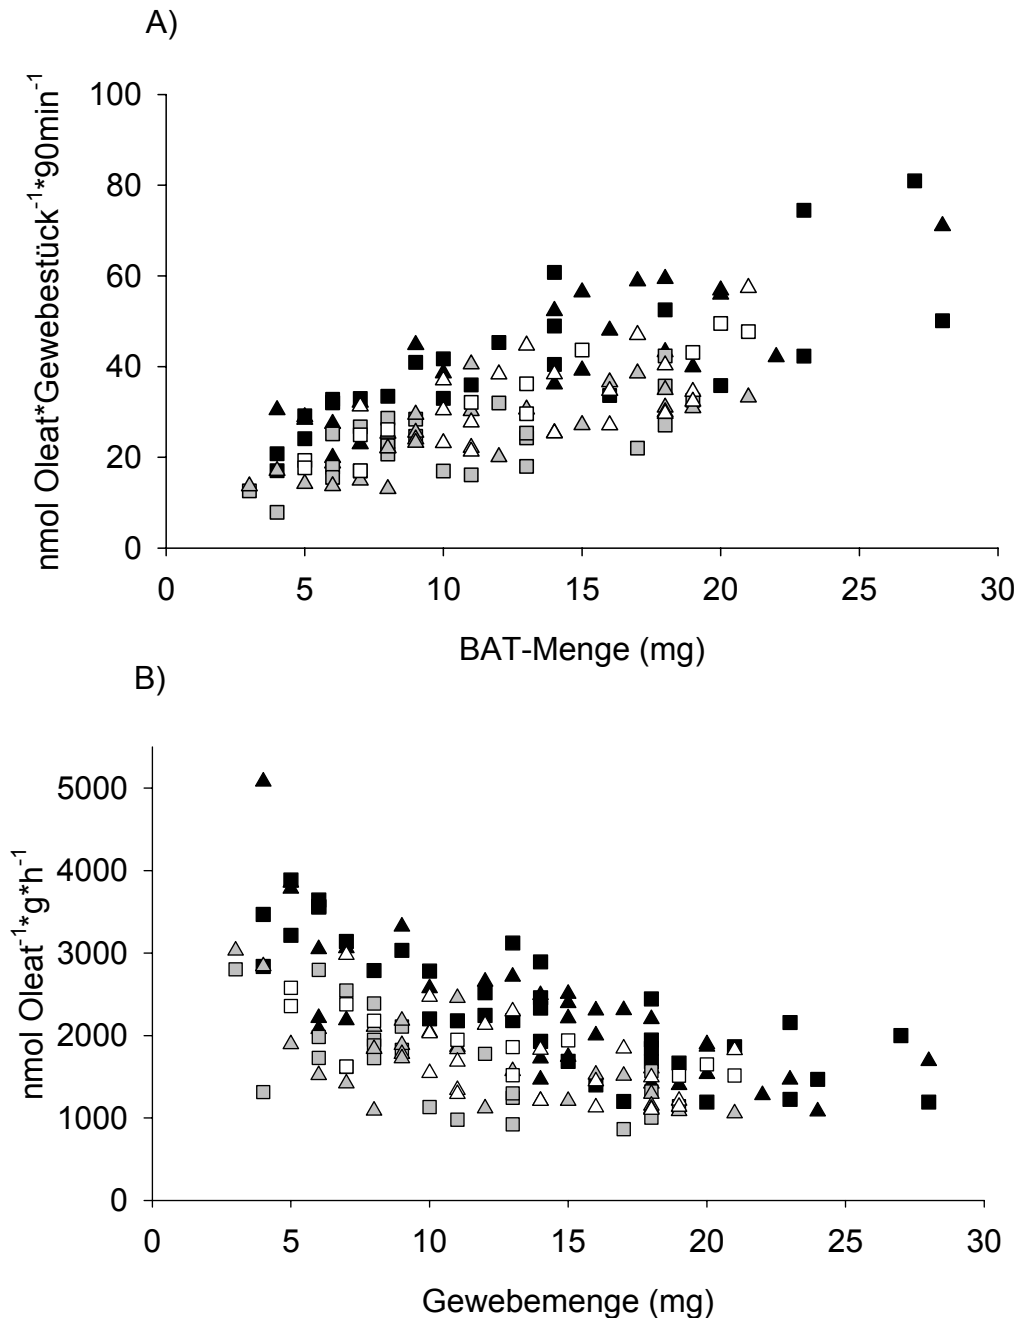 A)
nmol Oleat*Gewebestück⁻¹*90min⁻¹
100
80
60
40
20
0
0 5 10 15 20 25 30
BAT-Menge (mg)
B)
nmol Oleat⁻¹*g*h⁻¹
5000
4000
3000
2000
1000
0
0 5 10 15 20 25 30
Gewebemenge (mg)